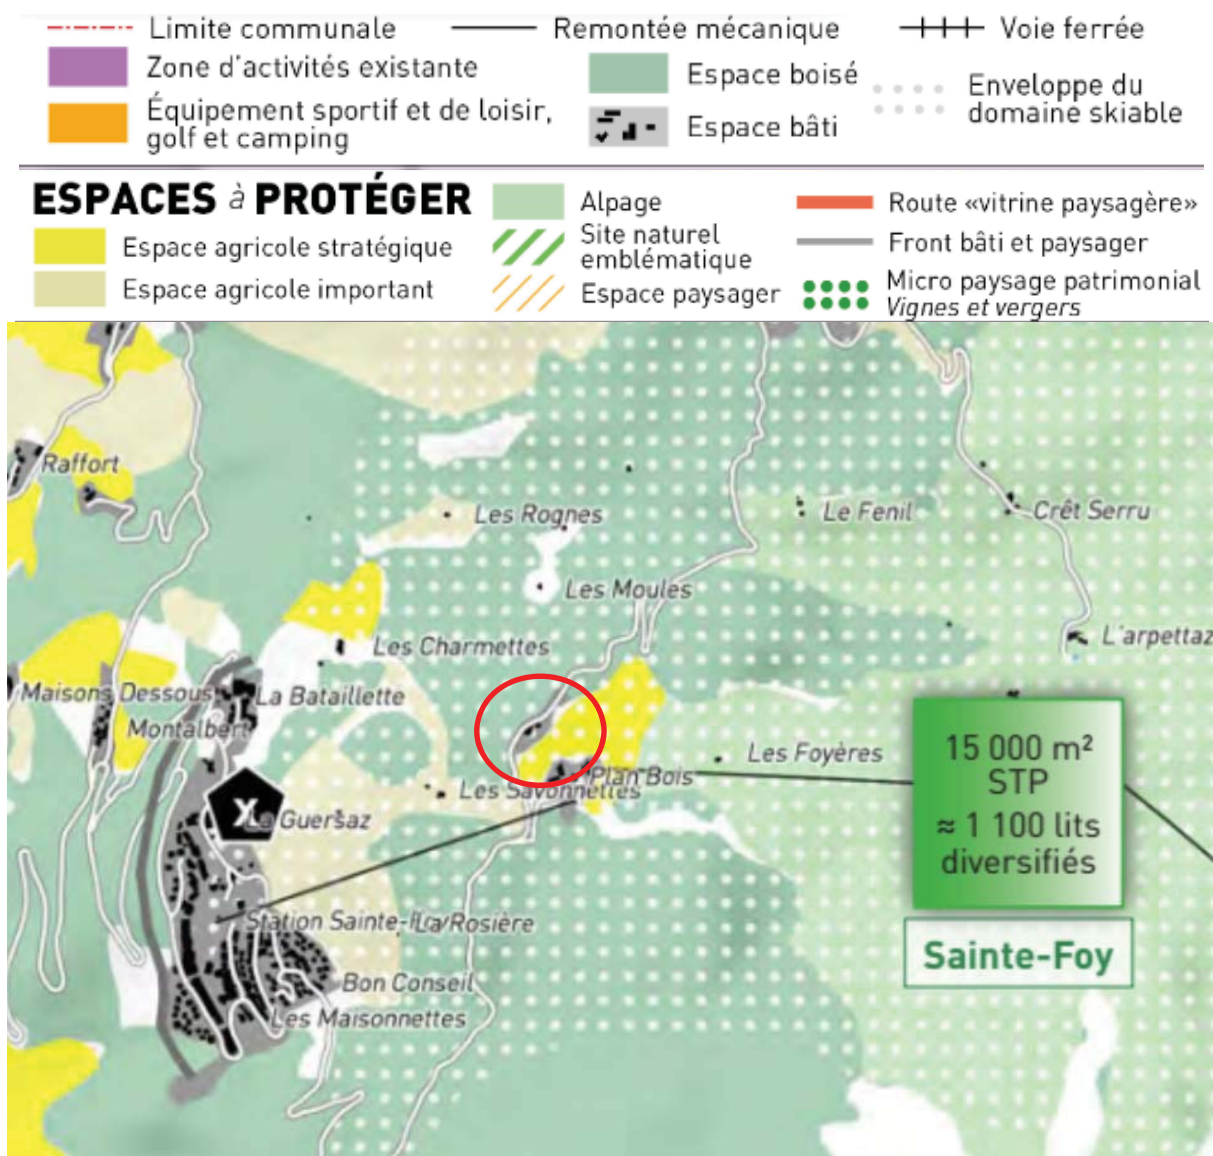 Limite communale
Remontée mécanique
Voie ferrée
Zone d'activités existante
Espace boisé
Enveloppe du
domaine skiable
Équipement sportif et de loisir,
golf et camping
Espace bâti
ESPACES à PROTÉGER
Alpage
Route «vitrine paysagère»
Espace agricole stratégique
Site naturel
emblématique
Front bâti et paysager
Espace agricole important
Espace paysager
Micro paysage patrimonial
Vignes et vergers
Raffort
Les Rognes
Le Fenil
Crêt Serru
Les Moules
Les Charmettes
L'arpettaz
Maisons Dessous
La Bataillette
Montalbert
Les Foyères
Plan Bois
Les Savonnettes
15 000 m²
STP
≈ 1 100 lits
diversifiés
X
La Guersaz
Station Sainte-
La Rosière
Sainte-Foy
Bon Conseil
Les Maisonnettes